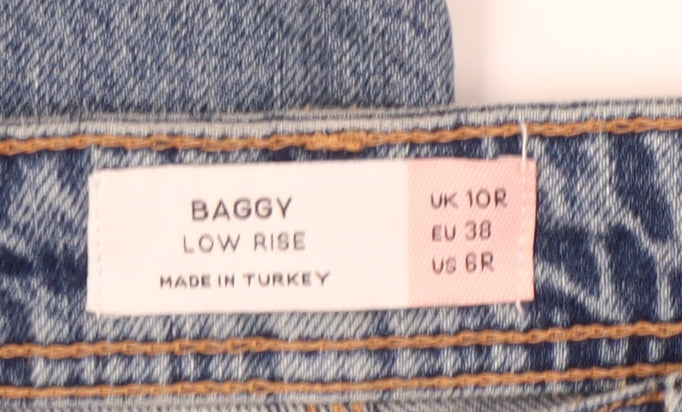 BAGGY
LOW RISE
MADE IN TURKEY
UK 10R
EU 38
US 6R